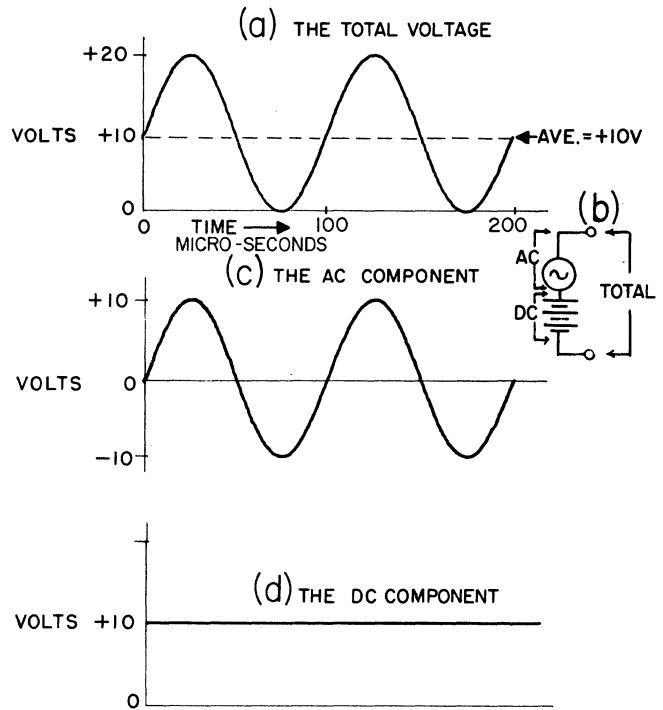 (a) THE TOTAL VOLTAGE
+20
VOLTS +10
AVE.=+10V
0
0 TIME 100 200
MICRO-SECONDS
(b)
AC
DC
TOTAL
(c) THE AC COMPONENT
+10
VOLTS 0
-10
(d) THE DC COMPONENT
VOLTS +10
0